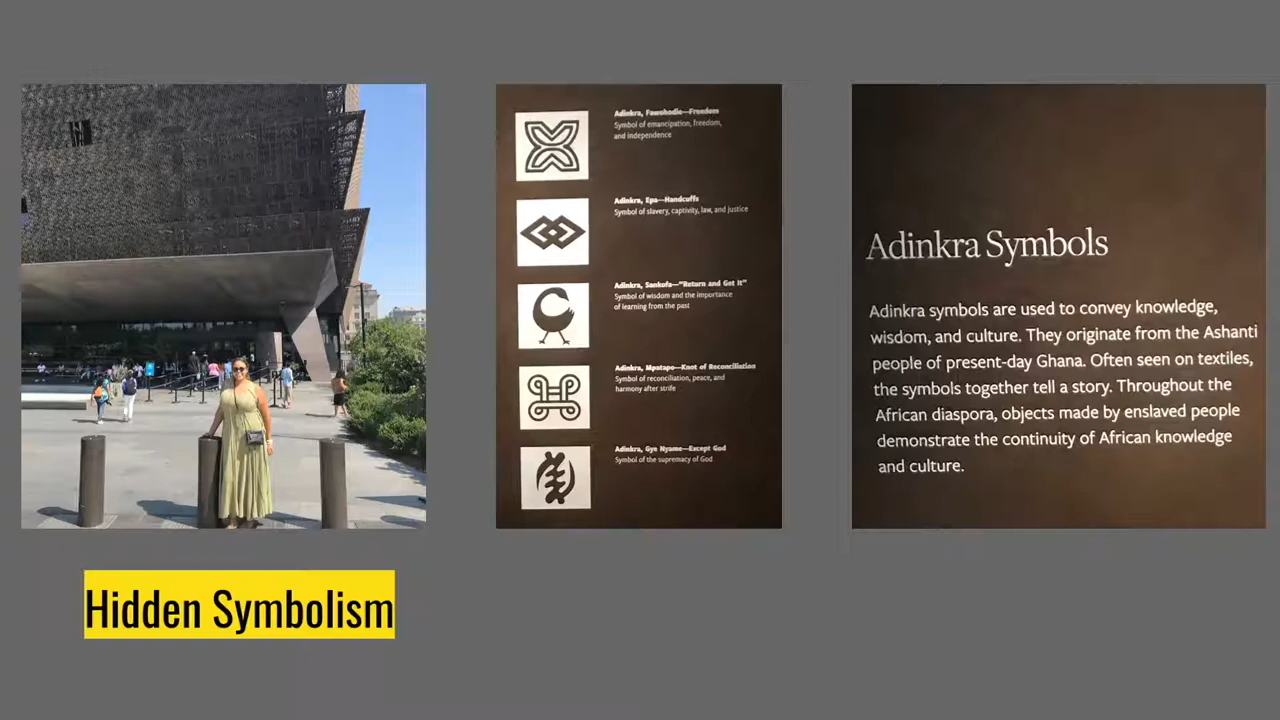 Adinkra, Fawohodie—Freedom
Symbol of emancipation, freedom,
and independence
Adinkra, Epa—Handcuffs
Symbol of slavery, captivity, law, and justice
Adinkra, Sankofa—"Return and Get It"
Symbol of wisdom and the importance
of learning from the past
Adinkra, Mpatapo—Knot of Reconciliation
Symbol of reconciliation, peace, and
harmony after strife
Adinkra, Gye Nyame—Except God
Symbol of the supremacy of God
Adinkra Symbols
Adinkra symbols are used to convey knowledge,
wisdom, and culture. They originate from the Ashanti
people of present-day Ghana. Often seen on textiles,
the symbols together tell a story. Throughout the
African diaspora, objects made by enslaved people
demonstrate the continuity of African knowledge
and culture.
Hidden Symbolism